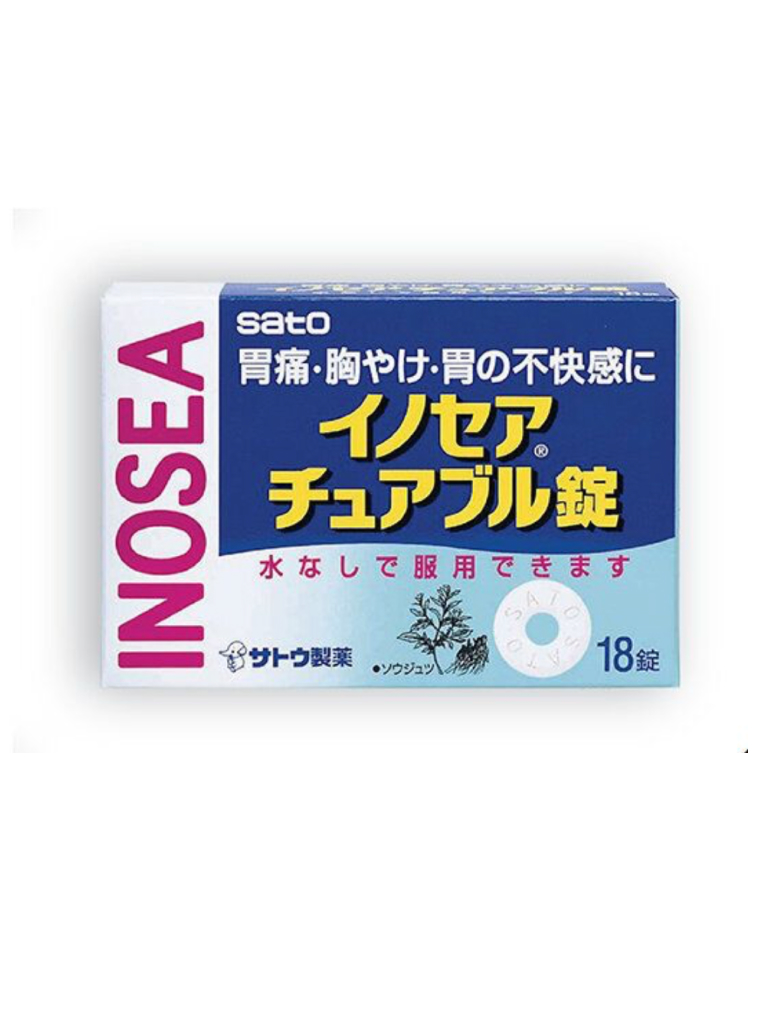 INOSEA
sato
胃痛・胸やけ・胃の不快感に
イノセア®
チュアブル錠
水なしで服用できます
SATO SATO
サトウ製薬
●ソウジュツ
18錠